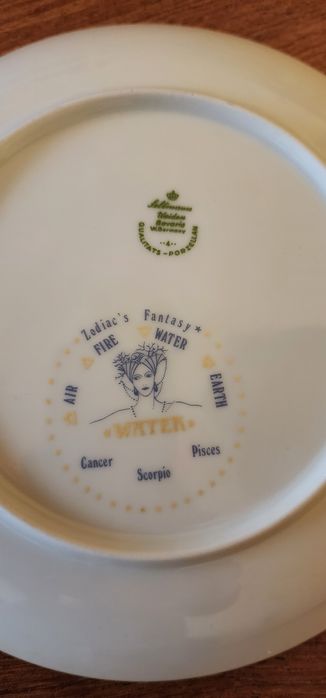 Seltmann
Weiden
Bavaria
W.Germany
QUALITÄTS-PORZELLAN
Zodiac's Fantasy*
AIR FIRE WATER EARTH
WATER
Cancer Scorpio Pisces